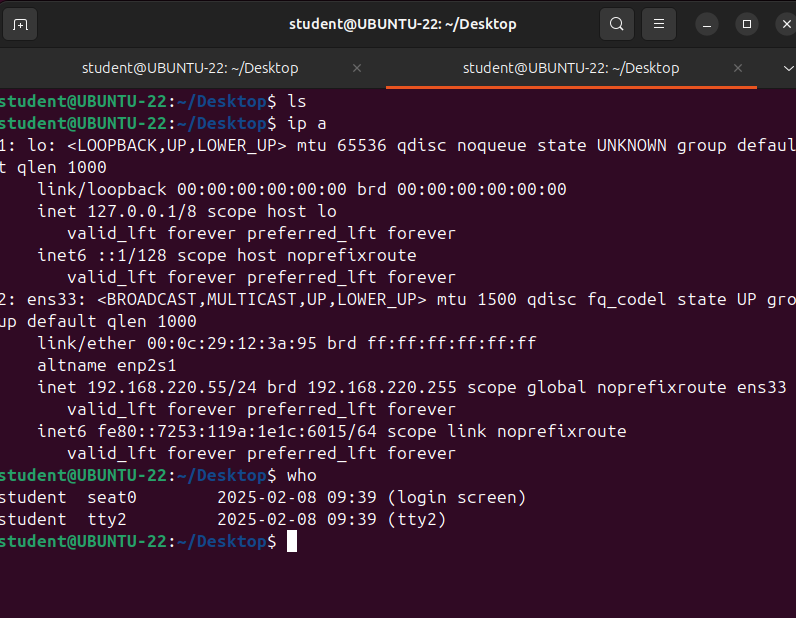 student@UBUNTU-22: ~/Desktop
student@UBUNTU-22: ~/Desktop
student@UBUNTU-22: ~/Desktop
student@UBUNTU-22:~/Desktop$ ls
student@UBUNTU-22:~/Desktop$ ip a
1: lo: <LOOPBACK,UP,LOWER_UP> mtu 65536 qdisc noqueue state UNKNOWN group defaul
t qlen 1000
    link/loopback 00:00:00:00:00:00 brd 00:00:00:00:00:00
    inet 127.0.0.1/8 scope host lo
       valid_lft forever preferred_lft forever
    inet6 ::1/128 scope host noprefixroute
       valid_lft forever preferred_lft forever
2: ens33: <BROADCAST,MULTICAST,UP,LOWER_UP> mtu 1500 qdisc fq_codel state UP gro
up default qlen 1000
    link/ether 00:0c:29:12:3a:95 brd ff:ff:ff:ff:ff:ff
    altname enp2s1
    inet 192.168.220.55/24 brd 192.168.220.255 scope global noprefixroute ens33
       valid_lft forever preferred_lft forever
    inet6 fe80::7253:119a:1e1c:6015/64 scope link noprefixroute
       valid_lft forever preferred_lft forever
student@UBUNTU-22:~/Desktop$ who
student  seat0        2025-02-08 09:39 (login screen)
student  tty2         2025-02-08 09:39 (tty2)
student@UBUNTU-22:~/Desktop$